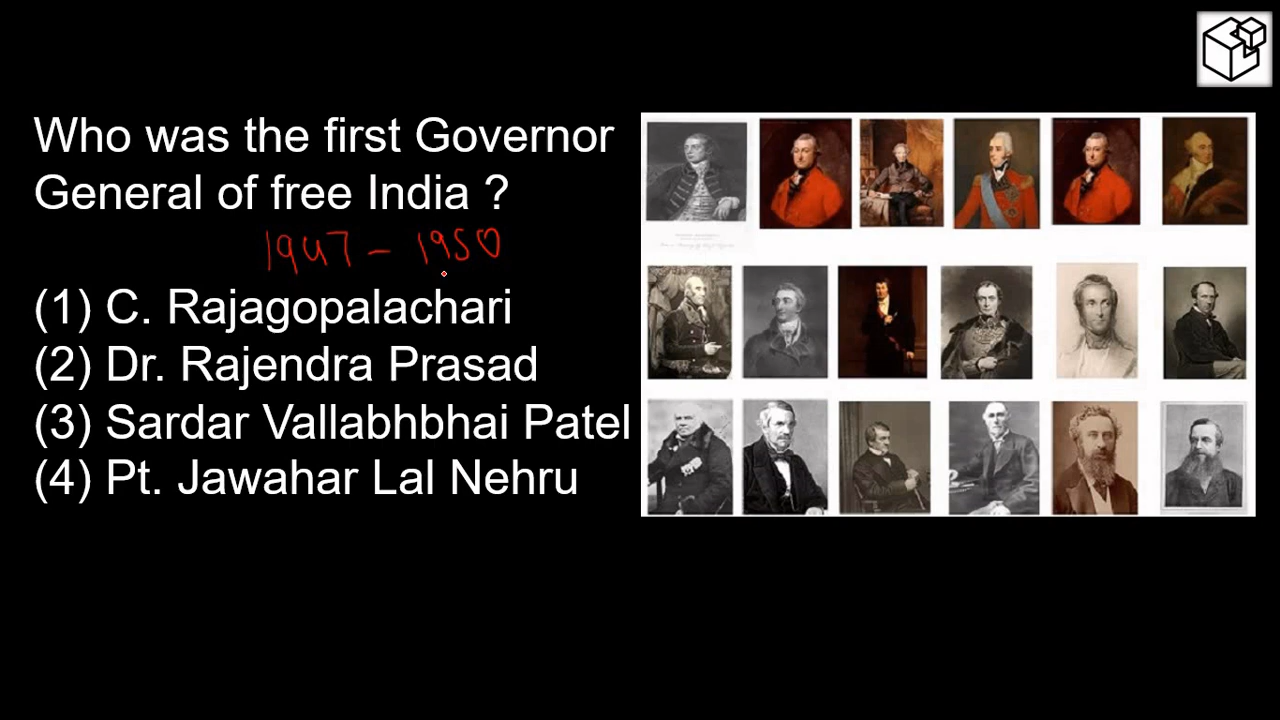 Who was the first Governor
General of free India ?
1947 - 1950
(1) C. Rajagopalachari
(2) Dr. Rajendra Prasad
(3) Sardar Vallabhbhai Patel
(4) Pt. Jawahar Lal Nehru